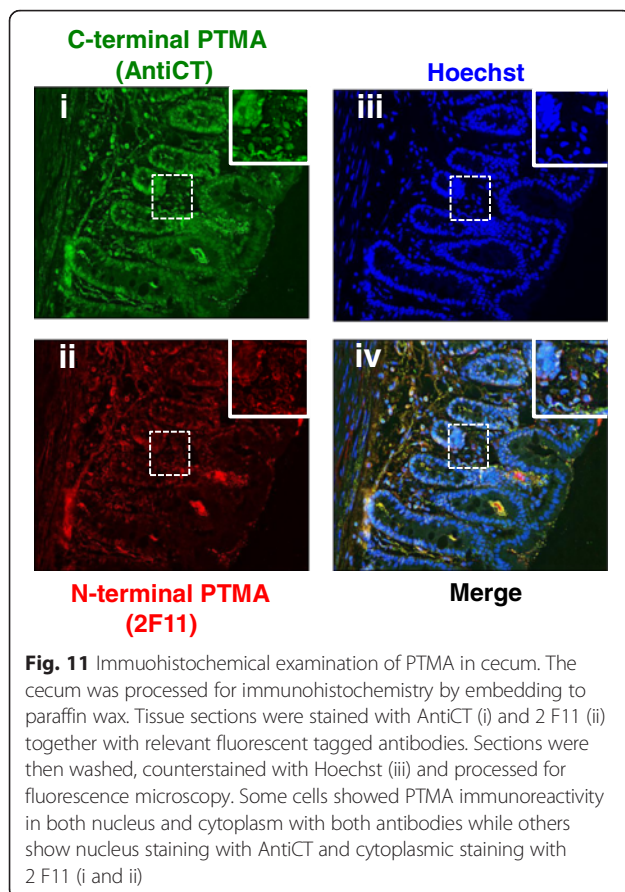 C-terminal PTMA
(AntiCT)
Hoechst
i
iii
ii
iv
N-terminal PTMA
(2F11)
Merge
Fig. 11 Immuohistochemical examination of PTMA in cecum. The
cecum was processed for immunohistochemistry by embedding to
paraffin wax. Tissue sections were stained with AntiCT (i) and 2 F11 (ii)
together with relevant fluorescent tagged antibodies. Sections were
then washed, counterstained with Hoechst (iii) and processed for
fluorescence microscopy. Some cells showed PTMA immunoreactivity
in both nucleus and cytoplasm with both antibodies while others
show nucleus staining with AntiCT and cytoplasmic staining with
2 F11 (i and ii)